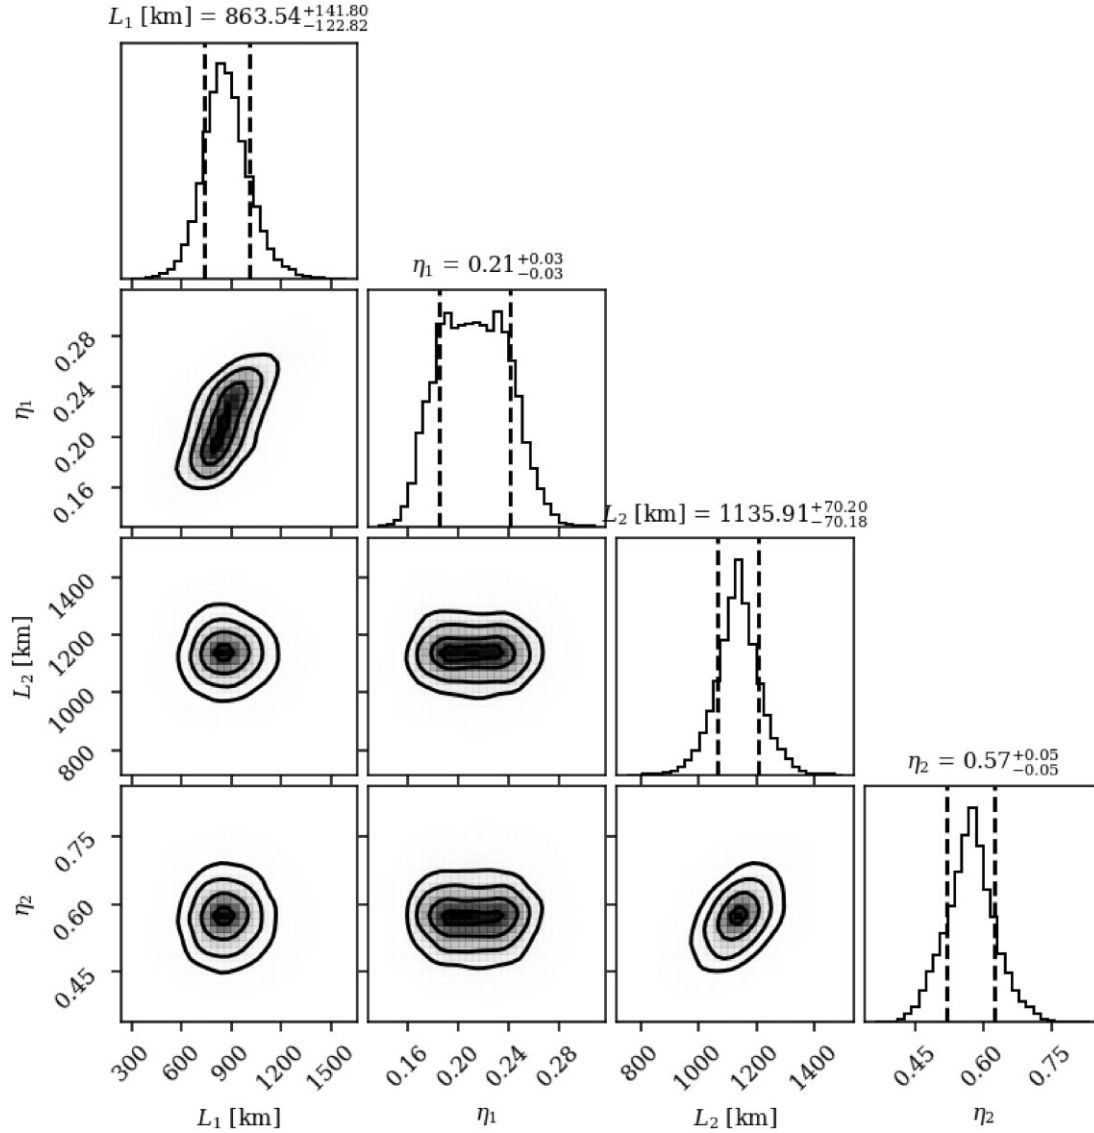 L₁ [km] = 863.54⁺¹⁴¹·⁸⁰₋₁₂₂.₈₂
η₁ = 0.21⁺⁰·⁰³₋₀.₀₃
0.28
0.24
0.20
0.16
η₁
L₂ [km] = 1135.91⁺⁷⁰·²⁰₋₇₀.₁₈
1400
1200
1000
800
L₂ [km]
η₂ = 0.57⁺⁰·⁰⁵₋₀.₀₅
0.75
0.60
0.45
η₂
300 600 900 1200 1500 0.16 0.20 0.24 0.28 800 1000 1200 1400 0.45 0.60 0.75
L₁ [km] η₁ L₂ [km] η₂